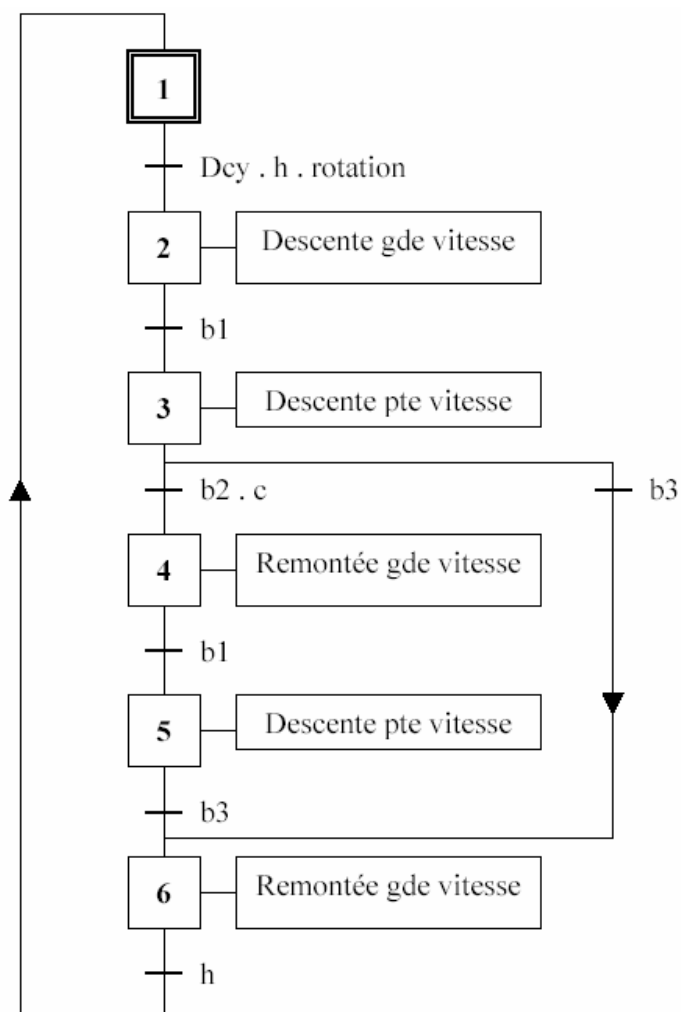 1
Dcy . h . rotation
2
Descente gde vitesse
b1
3
Descente pte vitesse
b2 . c
b3
4
Remontée gde vitesse
b1
5
Descente pte vitesse
b3
6
Remontée gde vitesse
h